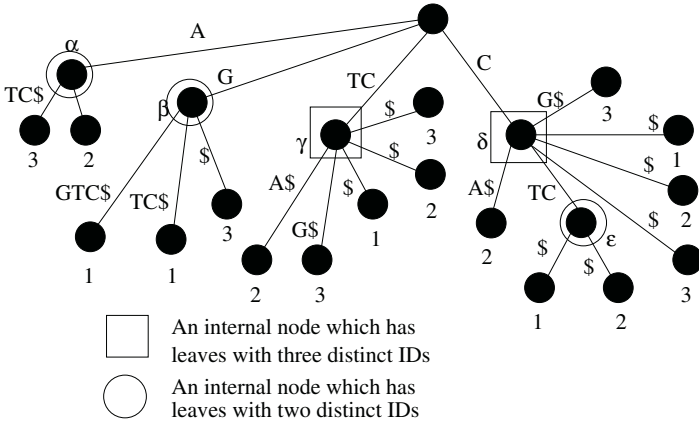 A
α
C
TC
G
TC$
G$
$
3
$
3
β
γ
$
δ
$
1
3
2
$
2
GTC$
TC$
$
A$
$
A$
TC
$
2
3
G$
1
2
ε
$
$
3
1
1
2
3
1
2
An internal node which has
leaves with three distinct IDs
An internal node which has
leaves with two distinct IDs